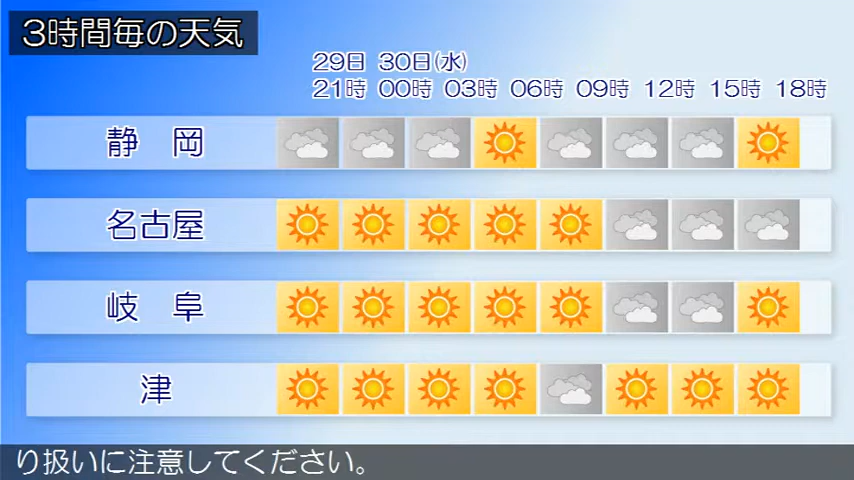 3時間毎の天気
29日 30日(水)
21時 00時 03時 06時 09時 12時 15時 18時
静 岡
名古屋
岐 阜
津
り扱いに注意してください。